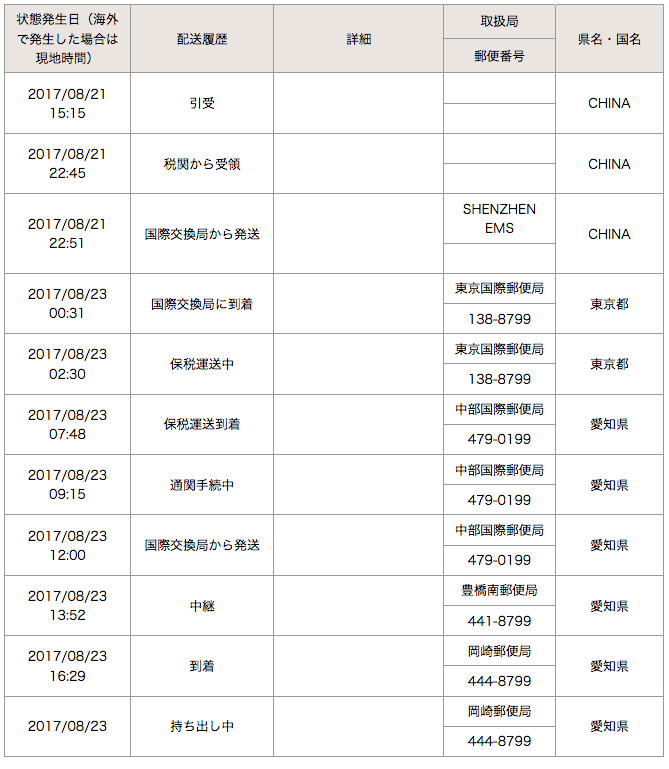 状態発生日（海外
で発生した場合は
現地時間）
配送履歴
詳細
取扱局
郵便番号
県名・国名
2017/08/21
15:15
引受
CHINA
2017/08/21
22:45
税関から受領
CHINA
2017/08/21
22:51
国際交換局から発送
SHENZHEN
EMS
CHINA
2017/08/23
00:31
国際交換局に到着
東京国際郵便局
138-8799
東京都
2017/08/23
02:30
保税運送中
東京国際郵便局
138-8799
東京都
2017/08/23
07:48
保税運送到着
中部国際郵便局
479-0199
愛知県
2017/08/23
09:15
通関手続中
中部国際郵便局
479-0199
愛知県
2017/08/23
12:00
国際交換局から発送
中部国際郵便局
479-0199
愛知県
2017/08/23
13:52
中継
豊橋南郵便局
441-8799
愛知県
2017/08/23
16:29
到着
岡崎郵便局
444-8799
愛知県
2017/08/23
持ち出し中
岡崎郵便局
444-8799
愛知県